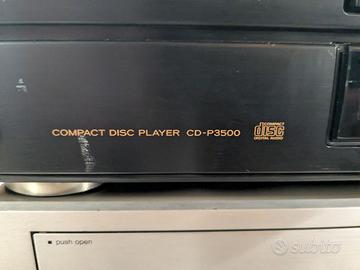 COMPACT DISC PLAYER CD-P3500
COMPACT
disc
DIGITAL AUDIO
push open
subito